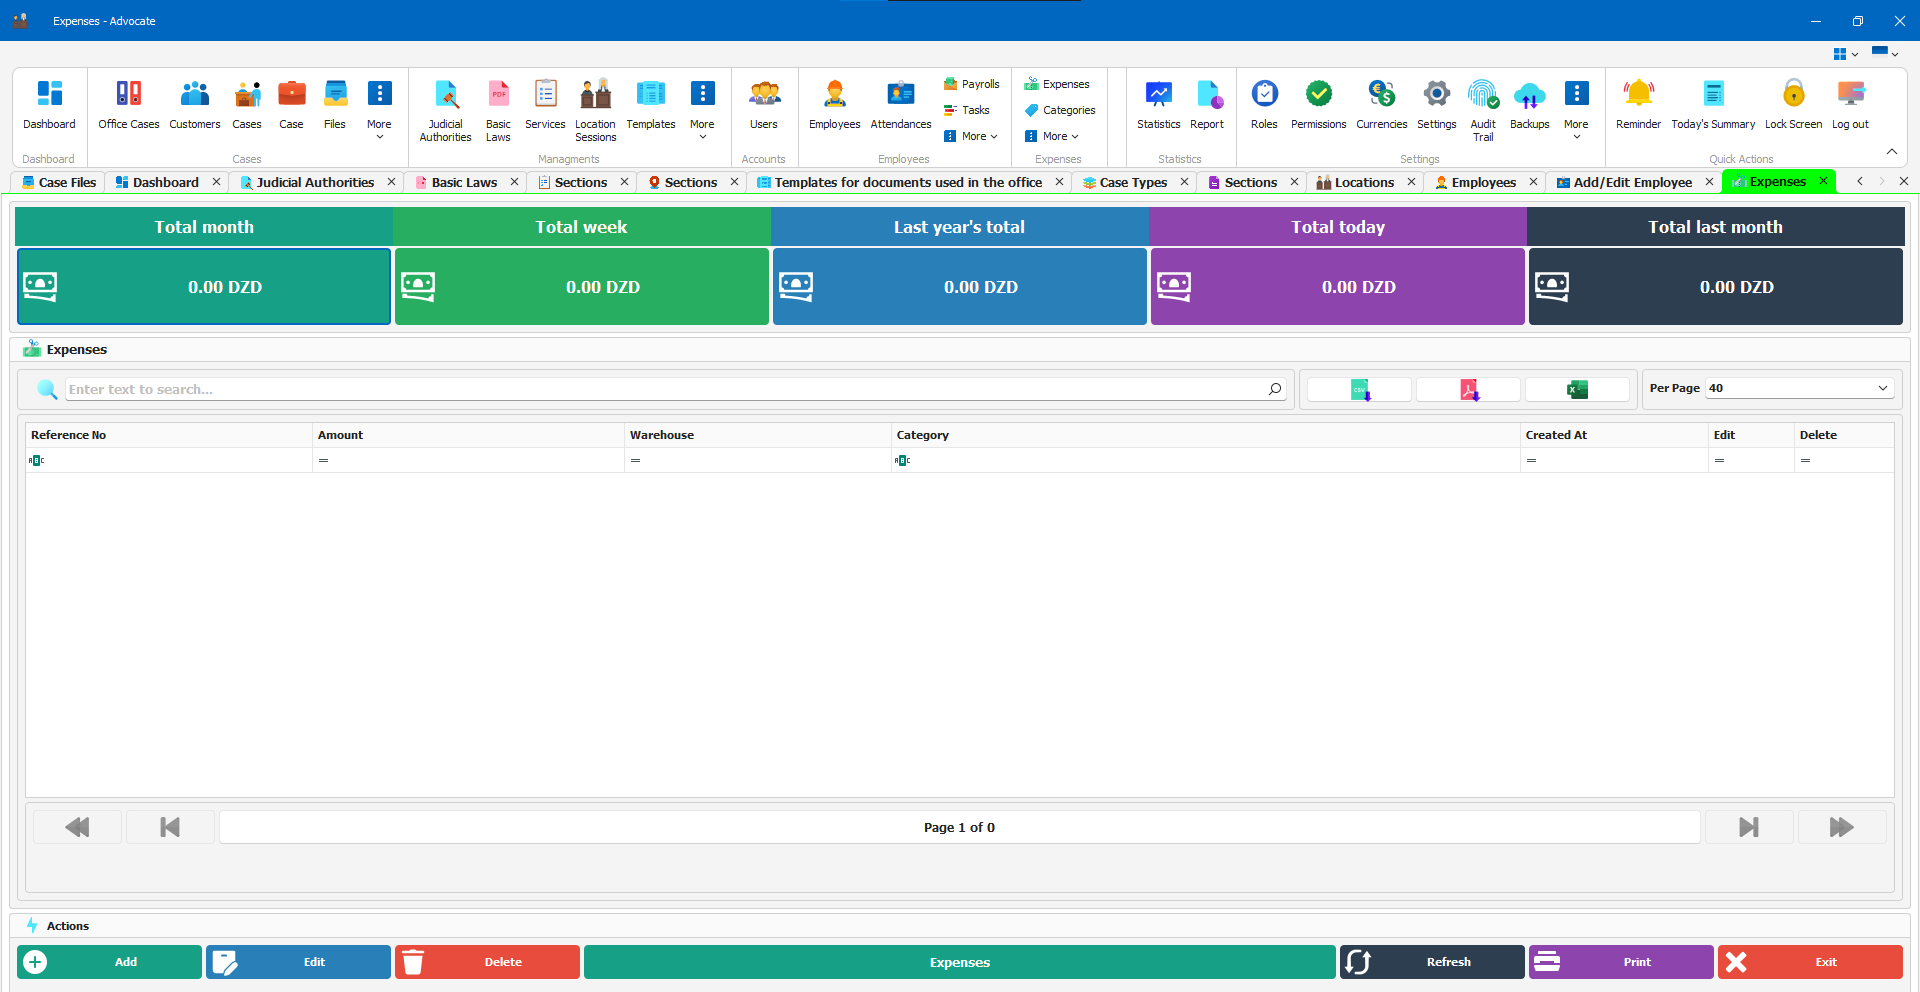 Expenses - Advocate
Dashboard
Office Cases
Customers
Cases
Case
Files
More
Judicial Authorities
Basic Laws
Services
Location Sessions
Templates
More
Users
Employees
Attendances
Payrolls
Tasks
More
Expenses
Categories
More
Statistics
Report
Roles
Permissions
Currencies
Settings
Audit Trail
Backups
More
Reminder
Today's Summary
Lock Screen
Log out
Dashboard
Cases
Managments
Accounts
Employees
Expenses
Statistics
Settings
Quick Actions
Case Files
Dashboard
Judicial Authorities
Basic Laws
Sections
Sections
Templates for documents used in the office
Case Types
Sections
Locations
Employees
Add/Edit Employee
Expenses
Total month
Total week
Last year's total
Total today
Total last month
0.00 DZD
0.00 DZD
0.00 DZD
0.00 DZD
0.00 DZD
Expenses
Enter text to search...
CSV
Per Page
40
Reference No
Amount
Warehouse
Category
Created At
Edit
Delete
Page 1 of 0
Actions
Add
Edit
Delete
Expenses
Refresh
Print
Exit